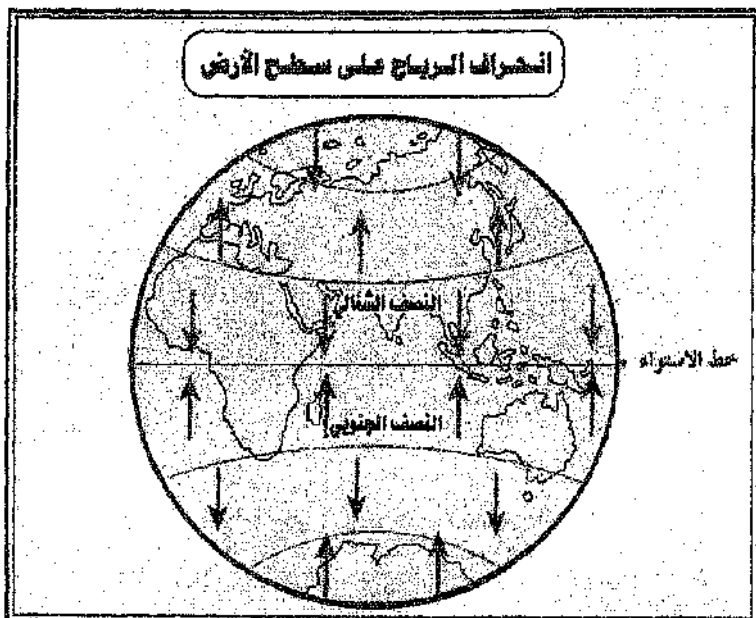 انحراف الرياح على سطح الأرض
النصف الشمالي
خط الاستواء
النصف الجنوبي